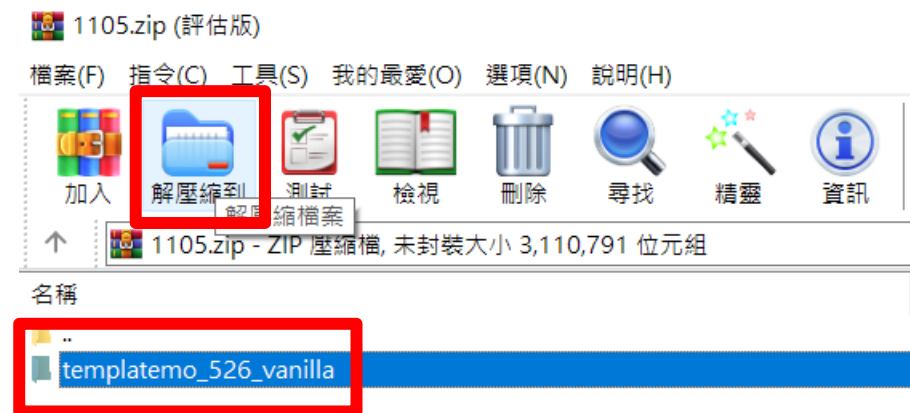 1105.zip (評估版)
檔案(F) 指令(C) 工具(S) 我的最愛(O) 選項(N) 說明(H)
加入 解壓縮到 測試 檢視 刪除 尋找 精靈 資訊
解壓縮檔案
1105.zip - ZIP 壓縮檔, 未封裝大小 3,110,791 位元組
名稱
..
templatemo_526_vanilla